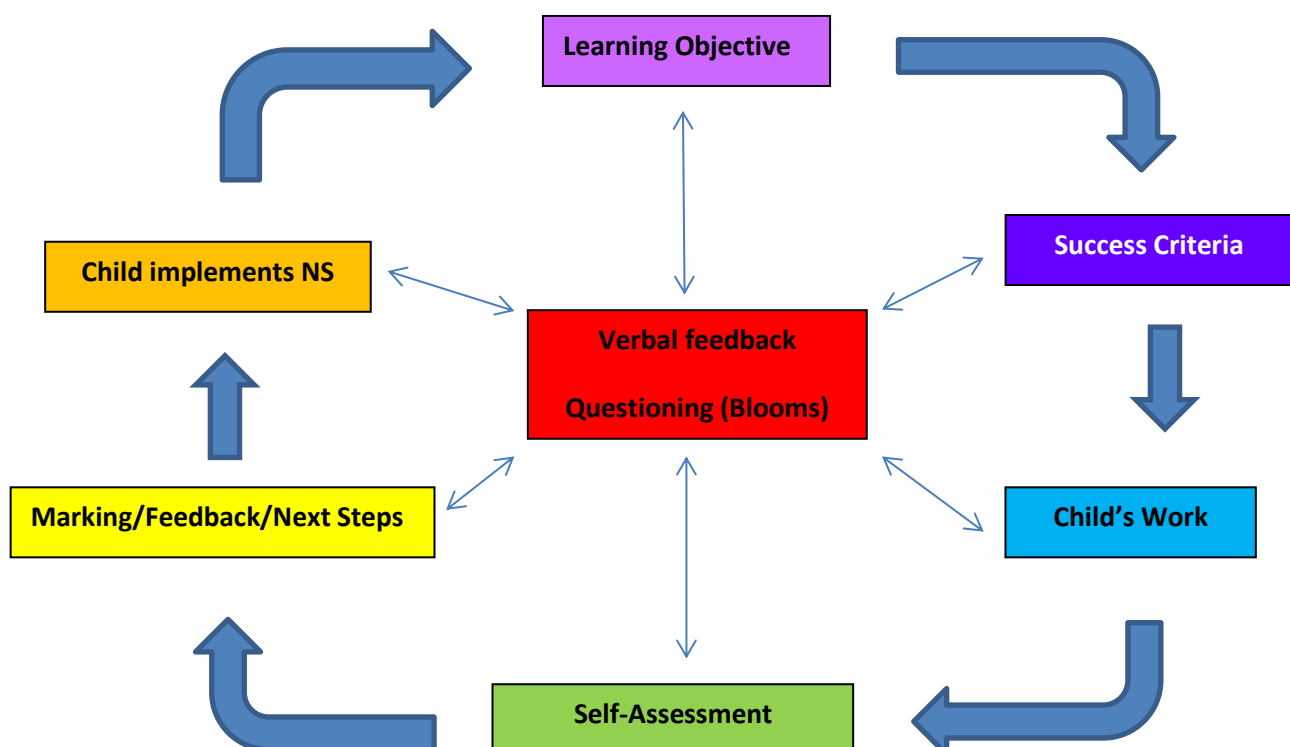 Learning Objective
Success Criteria
Child implements NS
Verbal feedback
Questioning (Blooms)
Marking/Feedback/Next Steps
Child’s Work
Self-Assessment